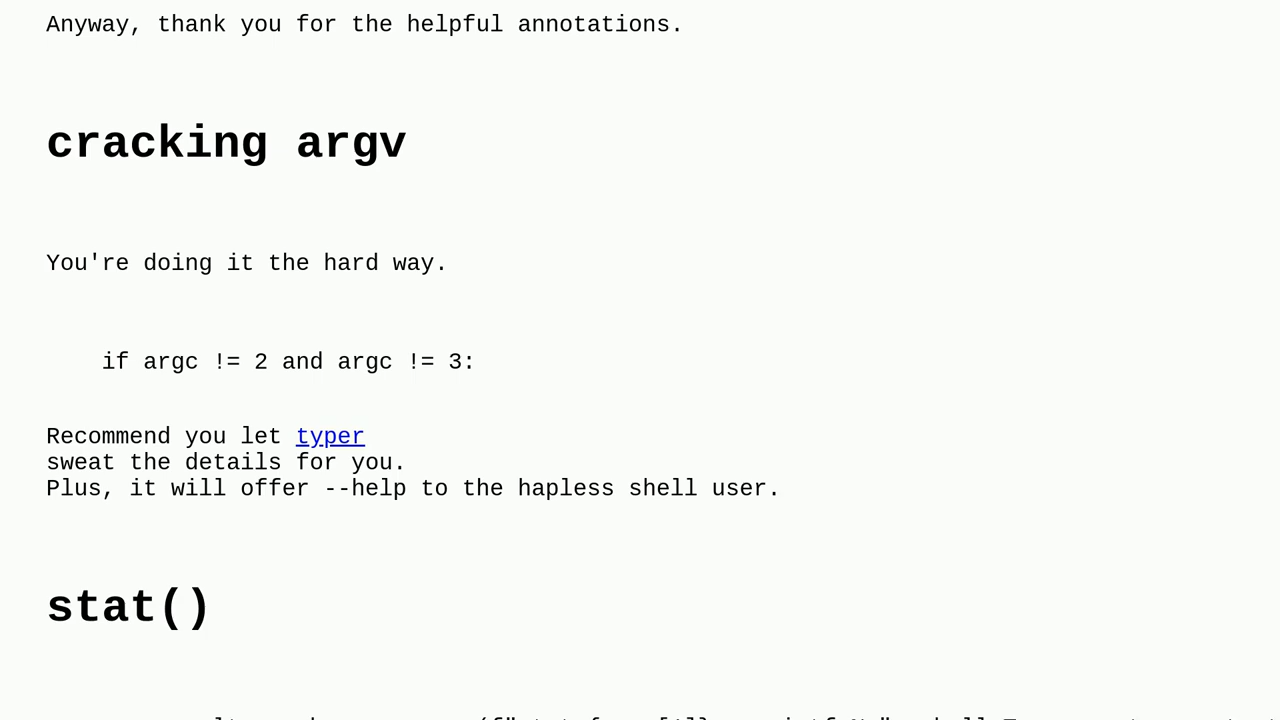 Anyway, thank you for the helpful annotations.
cracking argv
You're doing it the hard way.
if argc != 2 and argc != 3:
Recommend you let typer
sweat the details for you.
Plus, it will offer --help to the hapless shell user.
stat()